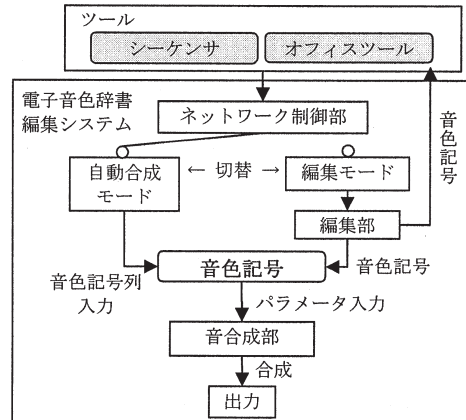 ツール
シーケンサ
オフィスツール
電子音色辞書
編集システム
ネットワーク制御部
音色記号
自動合成
モード
← 切替 →
編集モード
編集部
音色記号列
入力
音色記号
音色記号
パラメータ入力
音合成部
合成
出力